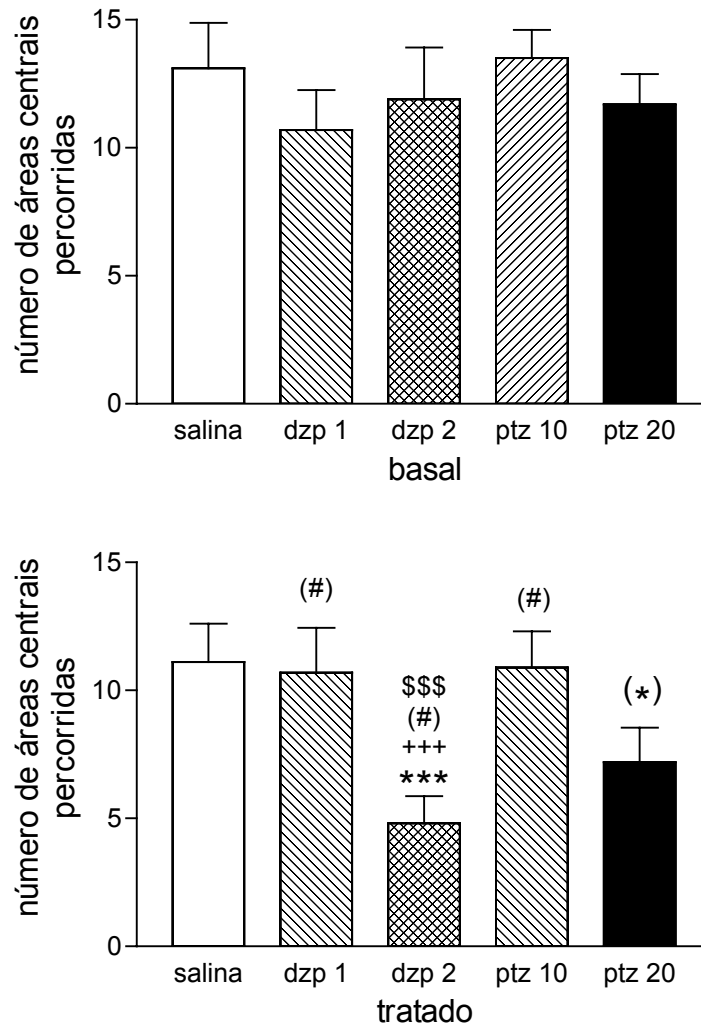 número de áreas centrais
percorridas
15
10
5
0
salina dzp 1 dzp 2 ptz 10 ptz 20
basal
número de áreas centrais
percorridas
15
10
5
0
(#)
$$$
(#)
+++
***
(#)
(*)
salina dzp 1 dzp 2 ptz 10 ptz 20
tratado